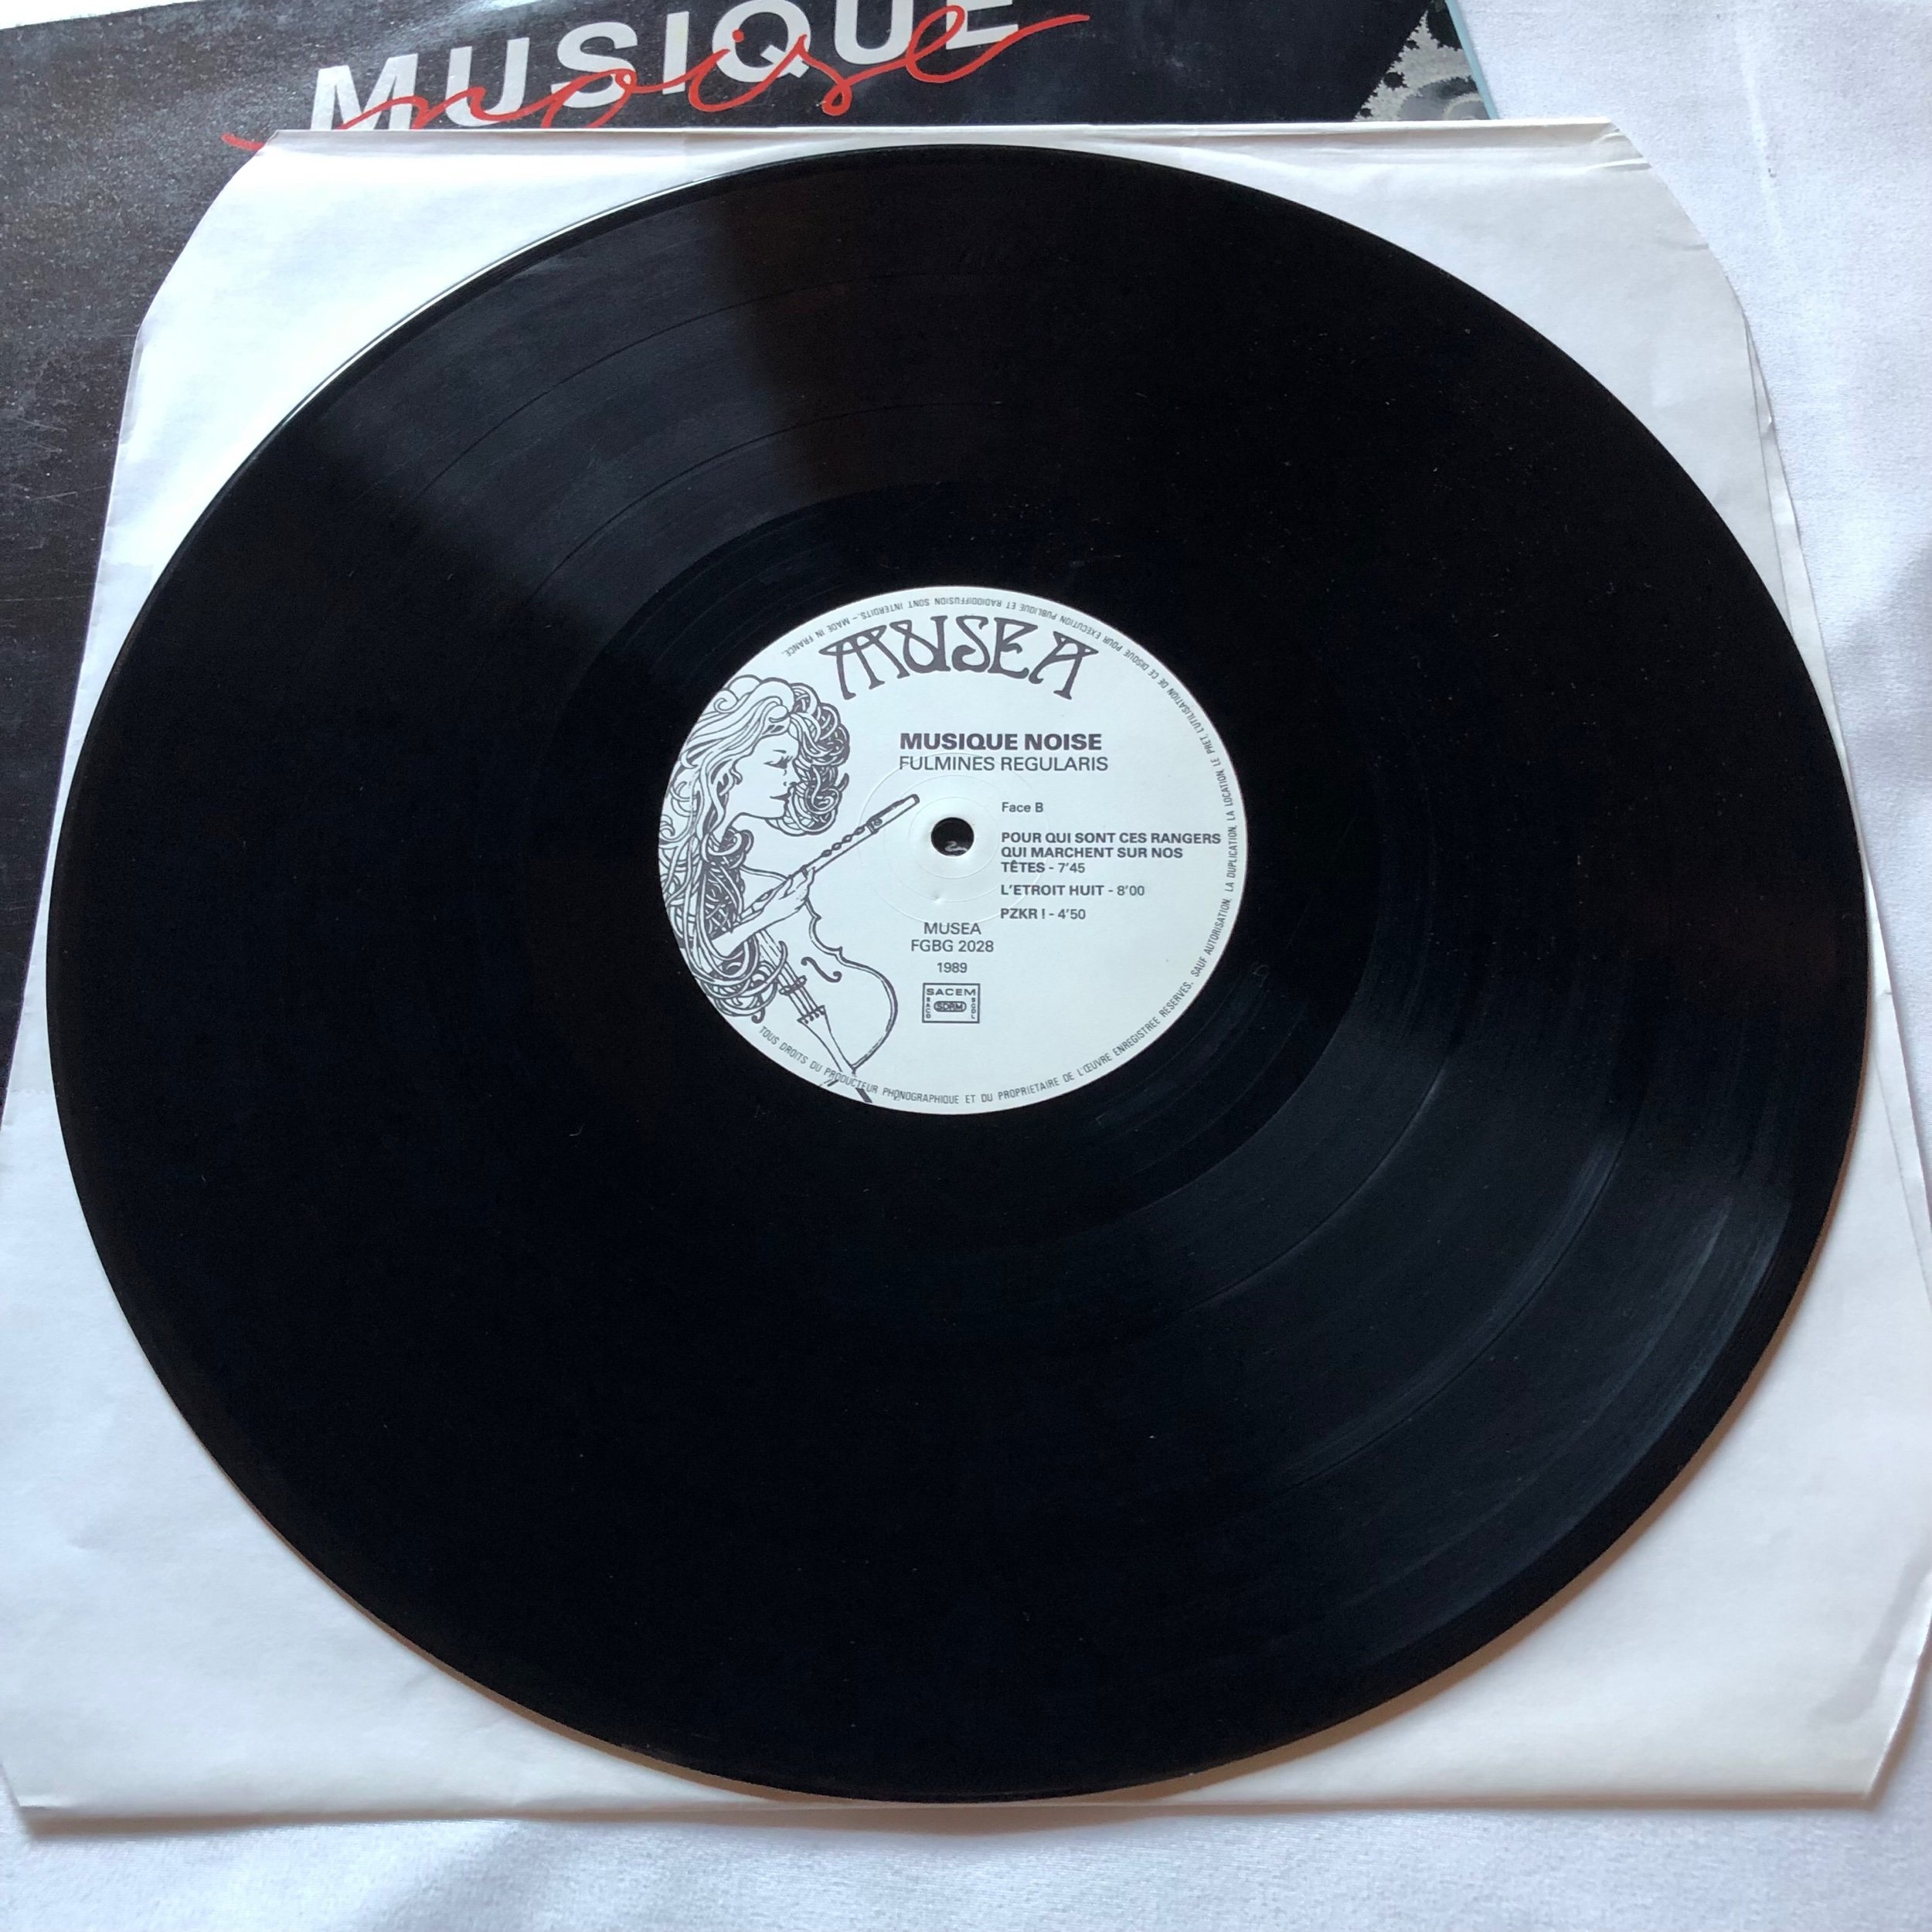 MUSIQUE
noise
MUSEA
MUSIQUE NOISE
FULMINES REGULARIS
Face B
POUR QUI SONT CES RANGERS
QUI MARCHENT SUR NOS
TÊTES - 7'45
L'ETROIT HUIT - 8'00
PZKR ! - 4'50
MUSEA
FGBG 2028
1989
SACEM
SACD
SDRM
SCGL
TOUS DROITS DU PRODUCTEUR PHONOGRAPHIQUE ET DU PROPRIETAIRE DE L'ŒUVRE ENREGISTREE RESERVES. SAUF AUTORISATION, LA DUPLICATION, LA LOCATION, LE PRET, L'UTILISATION DE CE DISQUE POUR EXECUTION PUBLIQUE ET RADIODIFFUSION SONT INTERDITS. - MADE IN FRANCE.